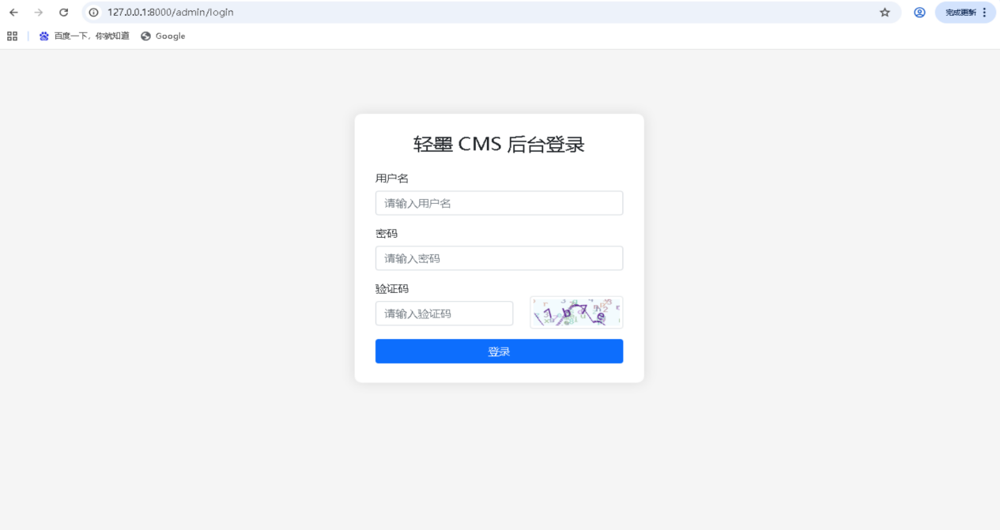 127.0.0.1:8000/admin/login
完成更新
百度一下，你就知道
Google
轻墨 CMS 后台登录
用户名
请输入用户名
密码
请输入密码
验证码
请输入验证码
登录